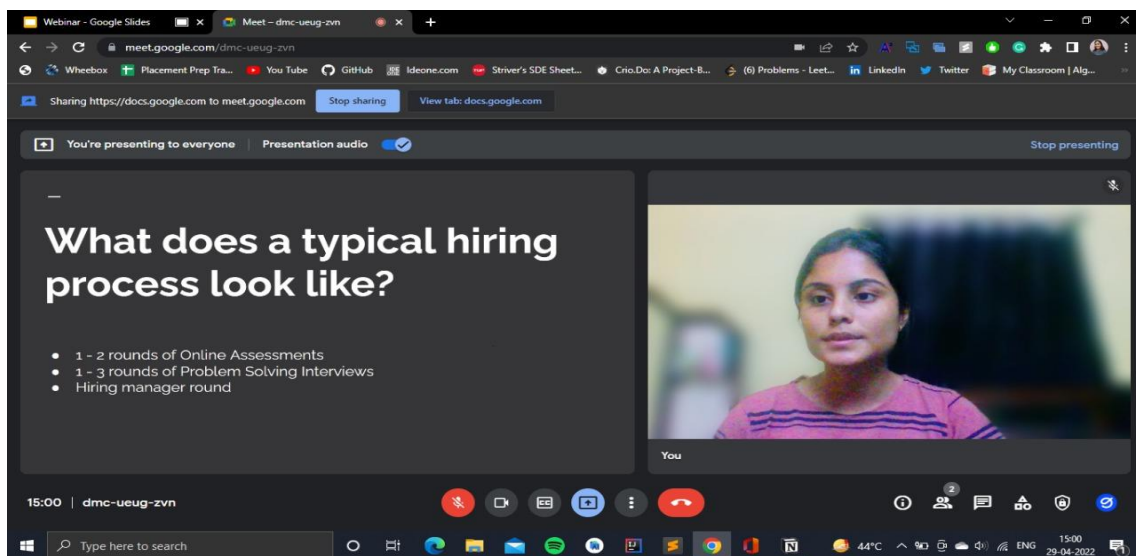 Webinar - Google Slides
Meet – dmc-ueug-zvn
meet.google.com/dmc-ueug-zvn
Wheebox Placement Prep Tra... You Tube GitHub Ideone.com Striver's SDE Sheet... Crio.Do: A Project-B... (6) Problems - Leet... LinkedIn Twitter My Classroom | Alg...
Sharing https://docs.google.com to meet.google.com Stop sharing View tab: docs.google.com
You're presenting to everyone Presentation audio Stop presenting
What does a typical hiring
process look like?
● 1 - 2 rounds of Online Assessments
● 1 - 3 rounds of Problem Solving Interviews
● Hiring manager round
You
15:00 | dmc-ueug-zvn
CC
2
Type here to search
44°C
ENG
15:00
29-04-2022